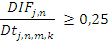 DIF_{j,n} / Dt_{j,n,m,k} ≥ 0,25